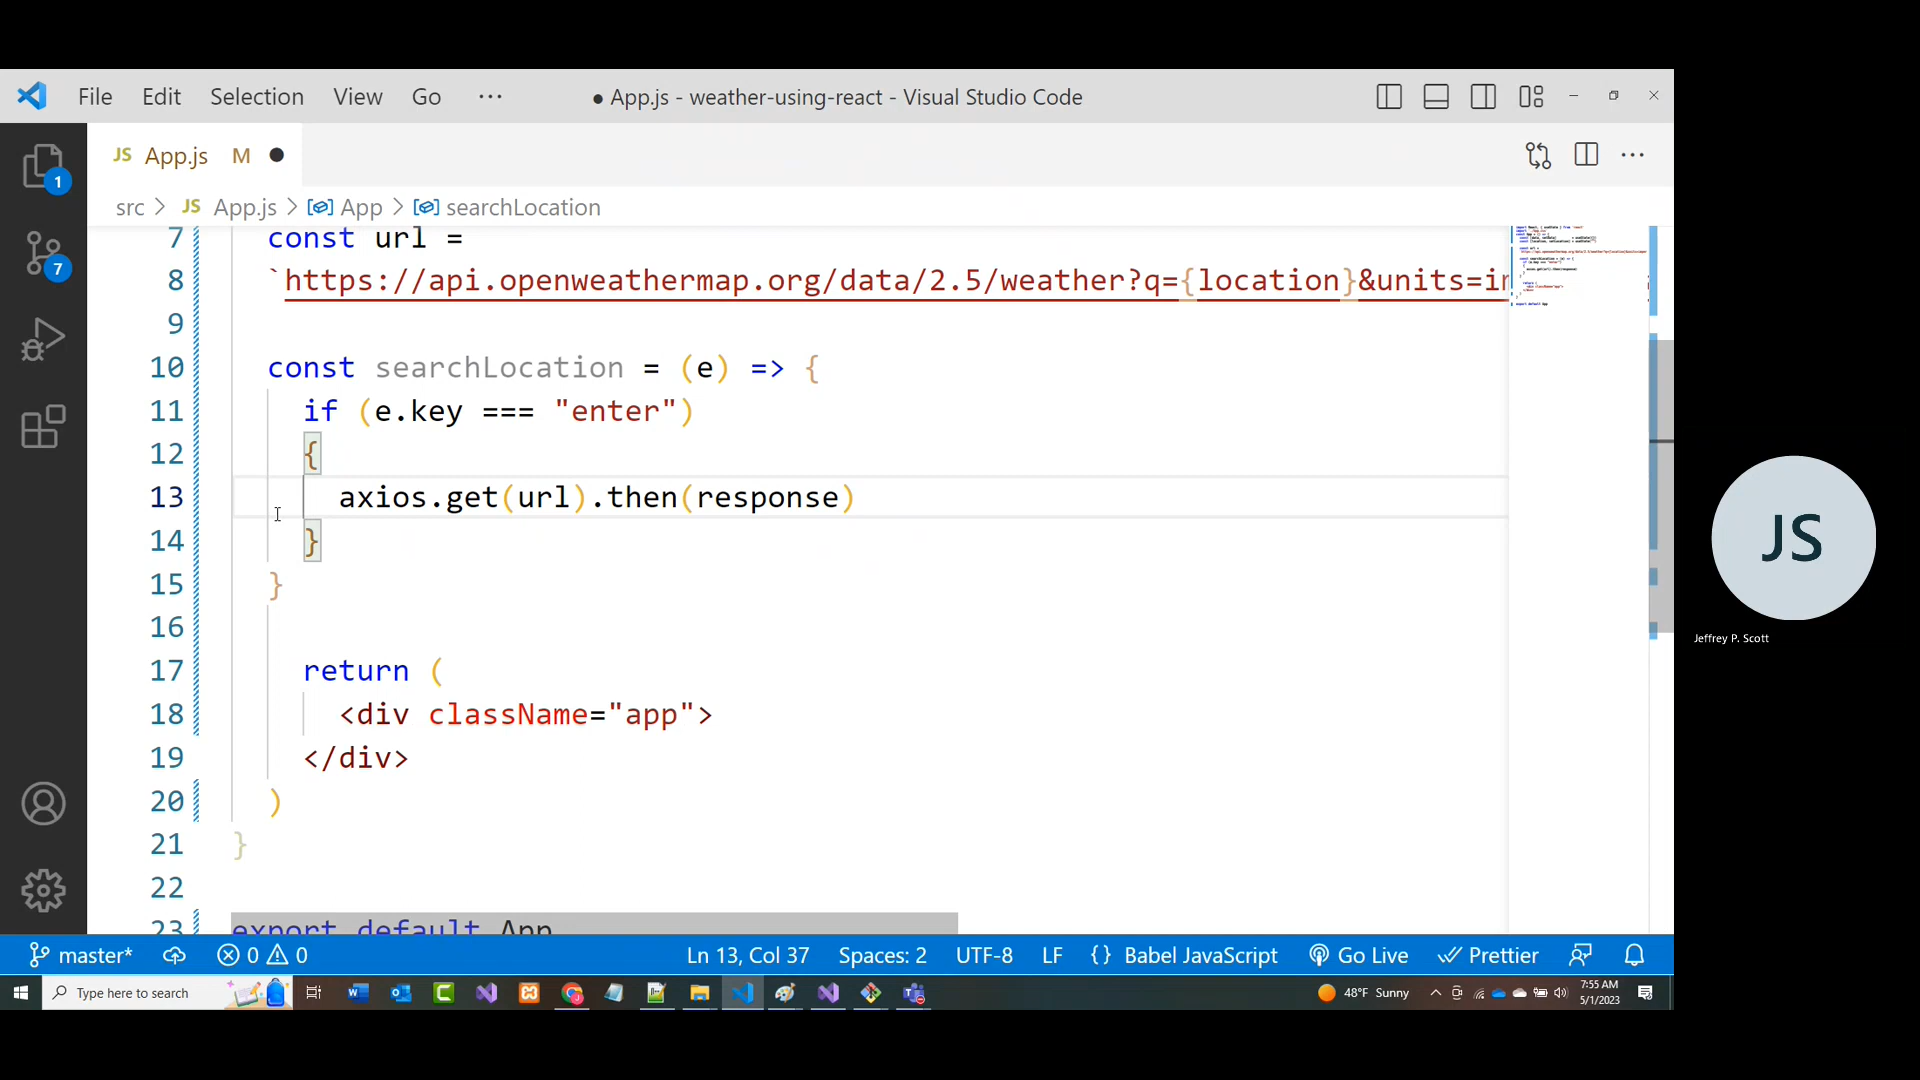 File Edit Selection View Go ··· ● App.js - weather-using-react - Visual Studio Code
JS App.js M ●
src > JS App.js > App > searchLocation
1
7
7 const url =
8 `https://api.openweathermap.org/data/2.5/weather?q={location}&units=in
9
10 const searchLocation = (e) => {
11 if (e.key === "enter")
12 {
13 axios.get(url).then(response)
14 }
15 }
16
17 return (
18 <div className="app">
19 </div>
20 )
21 }
22
23 export default App
JS
Jeffrey P. Scott
master* 0 0 Ln 13, Col 37 Spaces: 2 UTF-8 LF {} Babel JavaScript Go Live Prettier
Type here to search 48°F Sunny 7:55 AM
5/1/2023